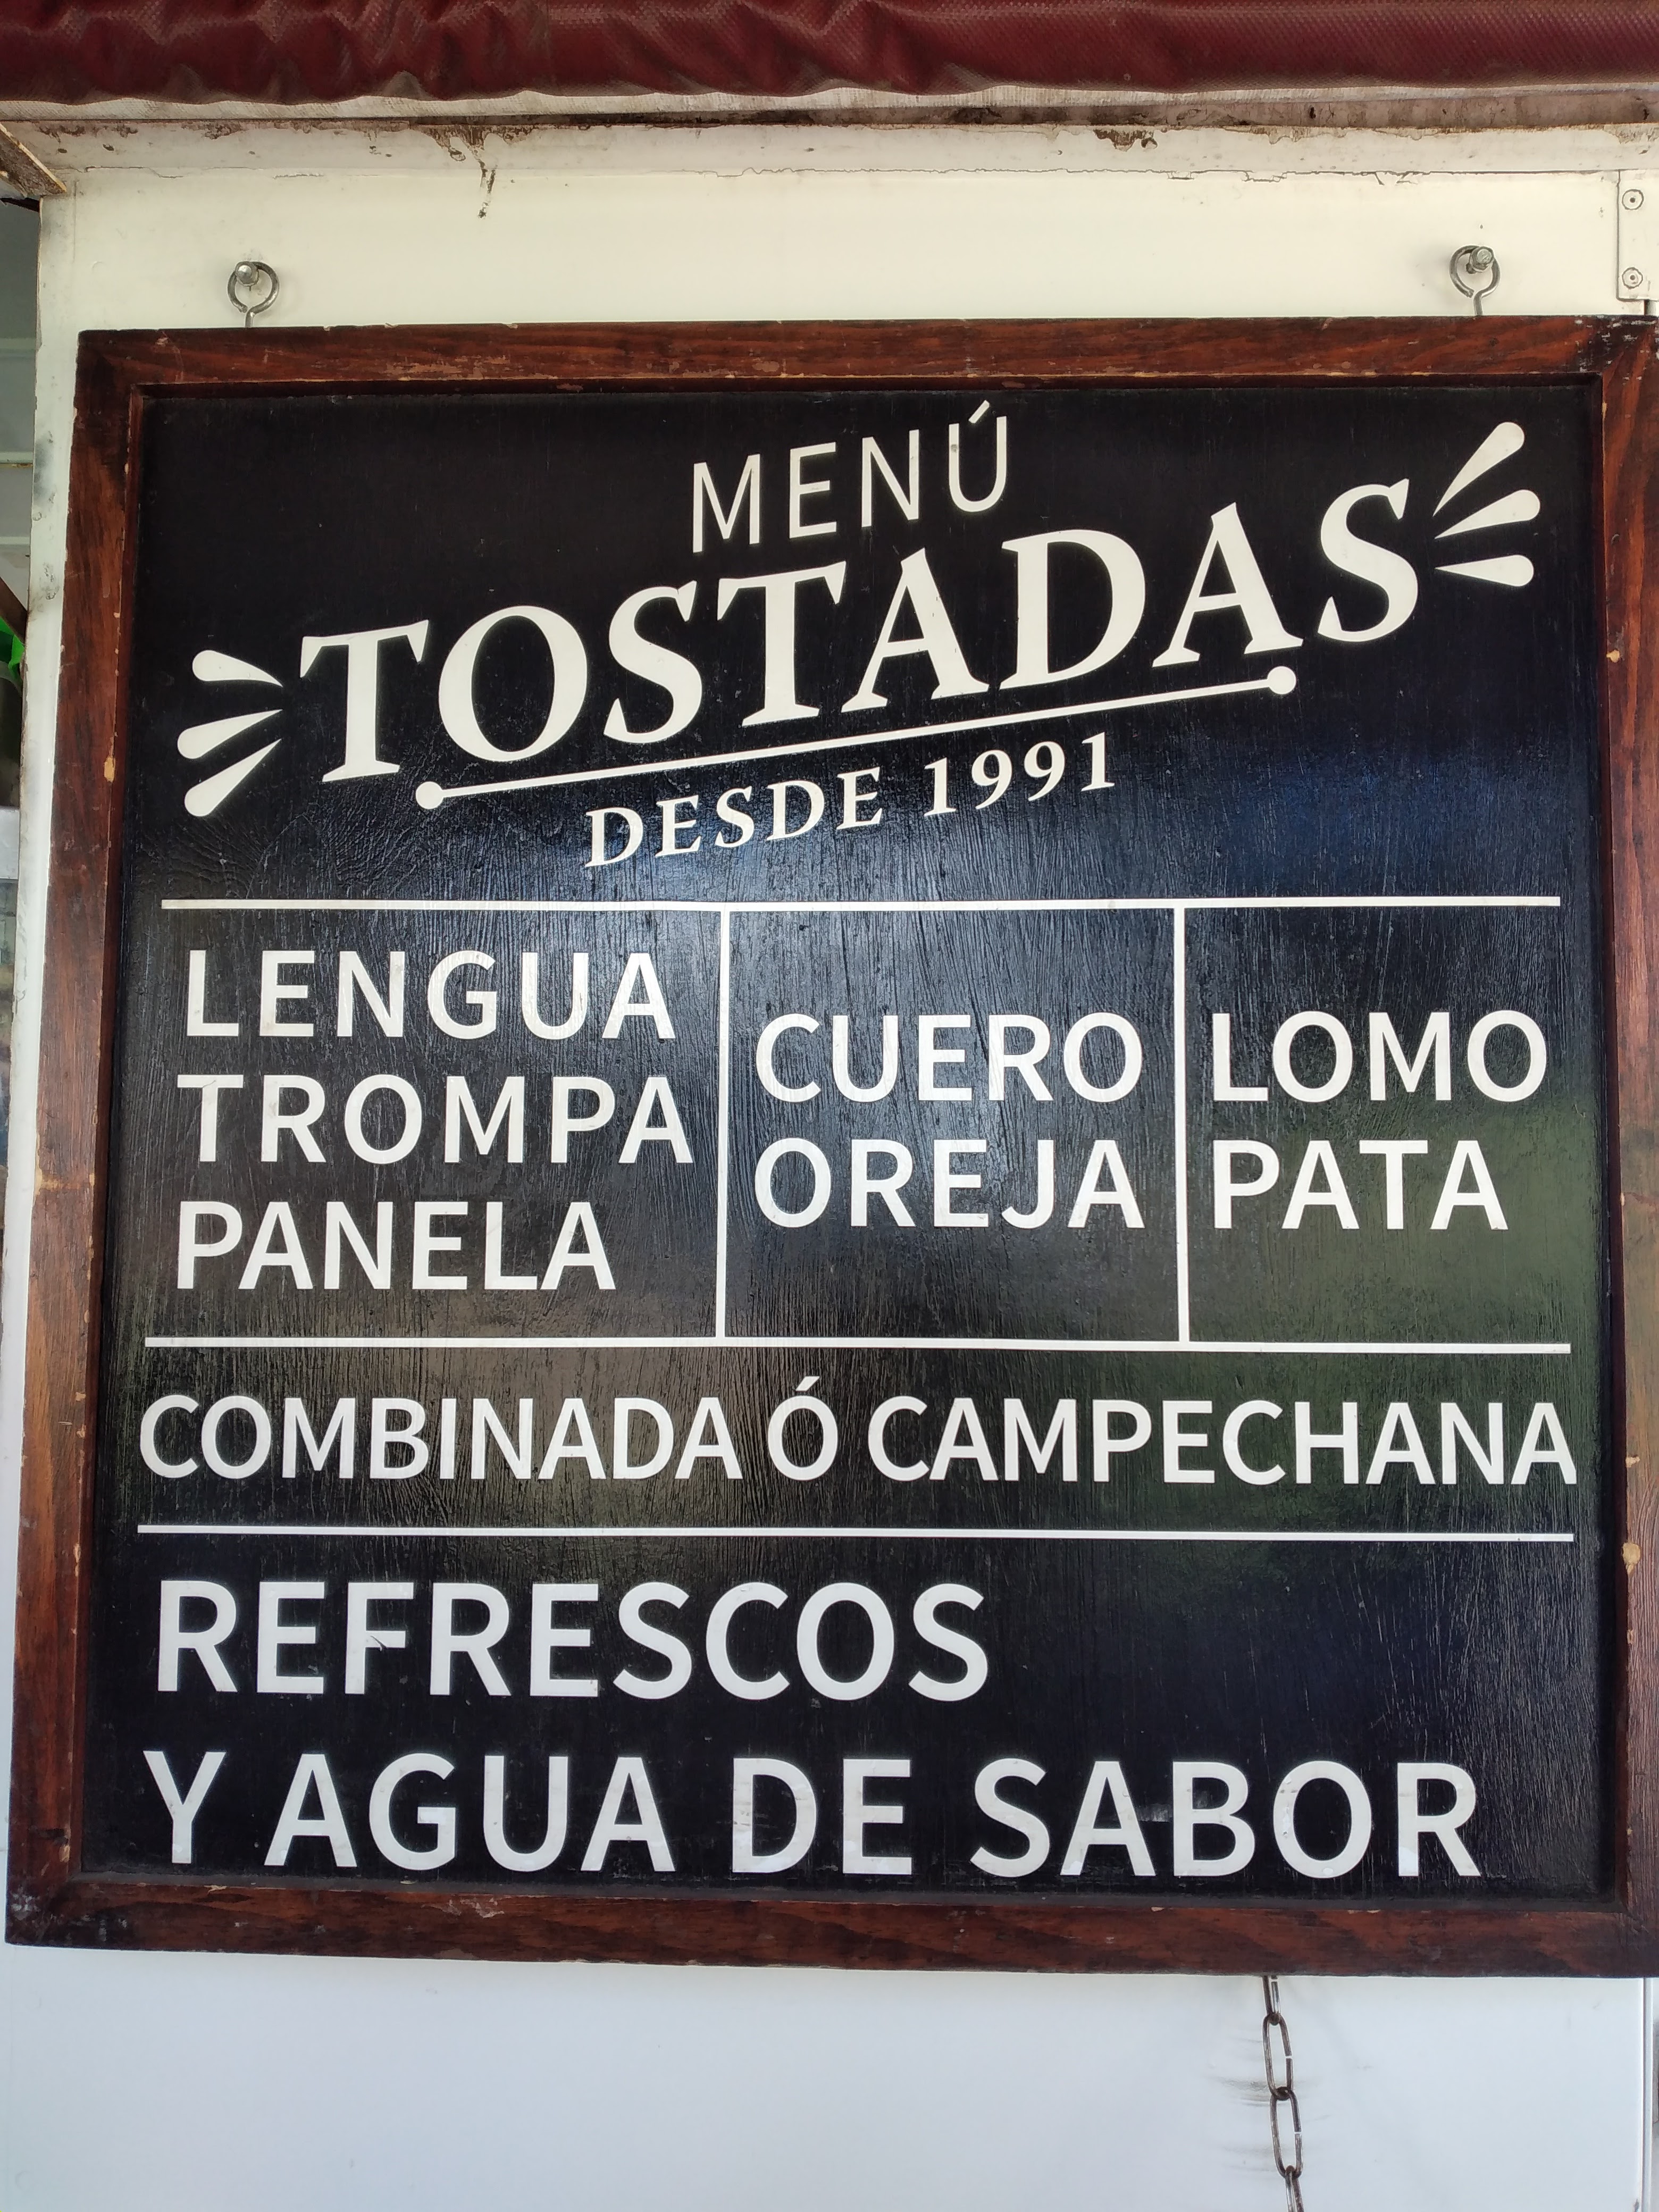 MENÚ
TOSTADAS
DESDE 1991
LENGUA
TROMPA
PANELA
CUERO
OREJA
LOMO
PATA
COMBINADA Ó CAMPECHANA
REFRESCOS
Y AGUA DE SABOR